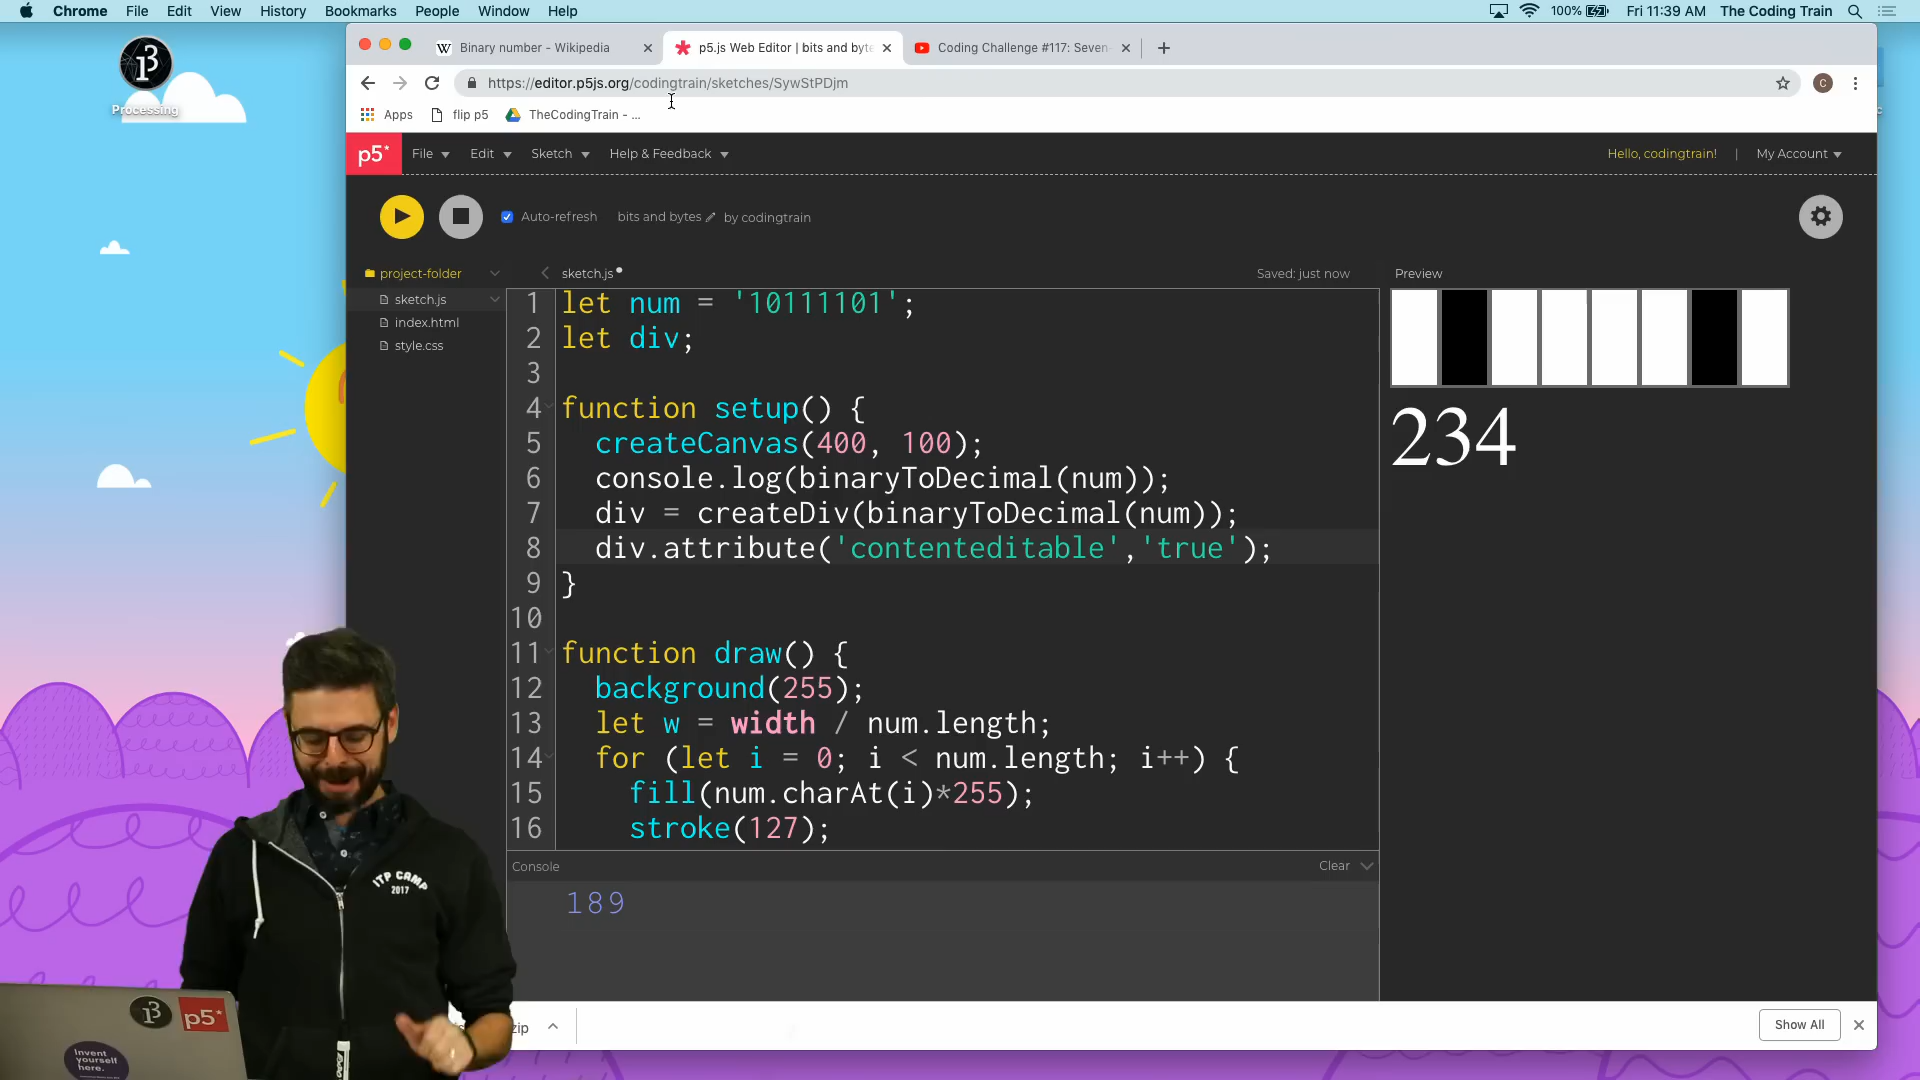 Chrome File Edit View History Bookmarks People Window Help
100% Fri 11:39 AM The Coding Train
Processing
W Binary number - Wikipedia
p5.js Web Editor | bits and byte
Coding Challenge #117: Seven-
https://editor.p5js.org/codingtrain/sketches/SywStPDjm
C
Apps flip p5 TheCodingTrain - ...
p5* File Edit Sketch Help & Feedback
Hello, codingtrain! | My Account
Auto-refresh bits and bytes by codingtrain
project-folder
sketch.js
index.html
style.css
sketch.js
Saved: just now
Preview
1 let num = '10111101';
2 let div;
3
4 function setup() {
5 createCanvas(400, 100);
6 console.log(binaryToDecimal(num));
7 div = createDiv(binaryToDecimal(num));
8 div.attribute('contenteditable','true');
9 }
10
11 function draw() {
12 background(255);
13 let w = width / num.length;
14 for (let i = 0; i < num.length; i++) {
15 fill(num.charAt(i)*255);
16 stroke(127);
234
Console
Clear
189
zip
Show All
ITP CAMP
2017
p5*
Invent
yourself
here.